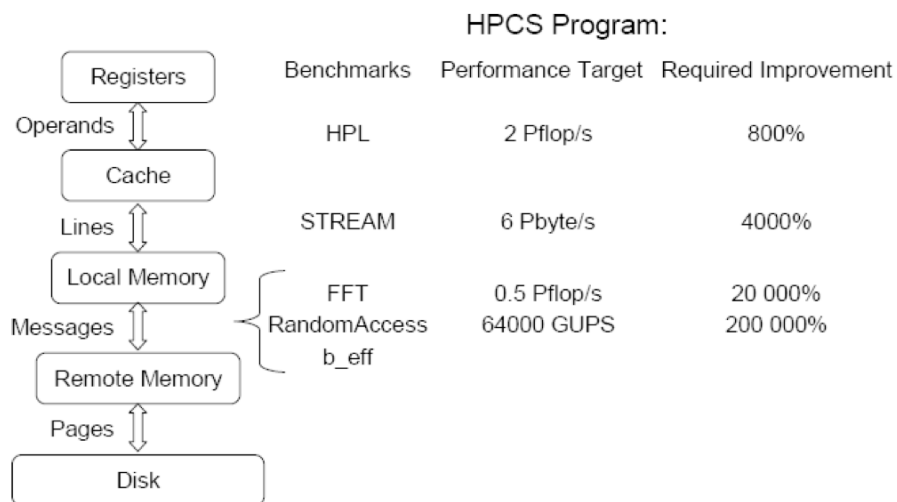 HPCS Program:
Benchmarks Performance Target Required Improvement
Registers
Operands
HPL 2 Pflop/s 800%
Cache
Lines
STREAM 6 Pbyte/s 4000%
Local Memory
FFT 0.5 Pflop/s 20 000%
Messages
RandomAccess 64000 GUPS 200 000%
b_eff
Remote Memory
Pages
Disk